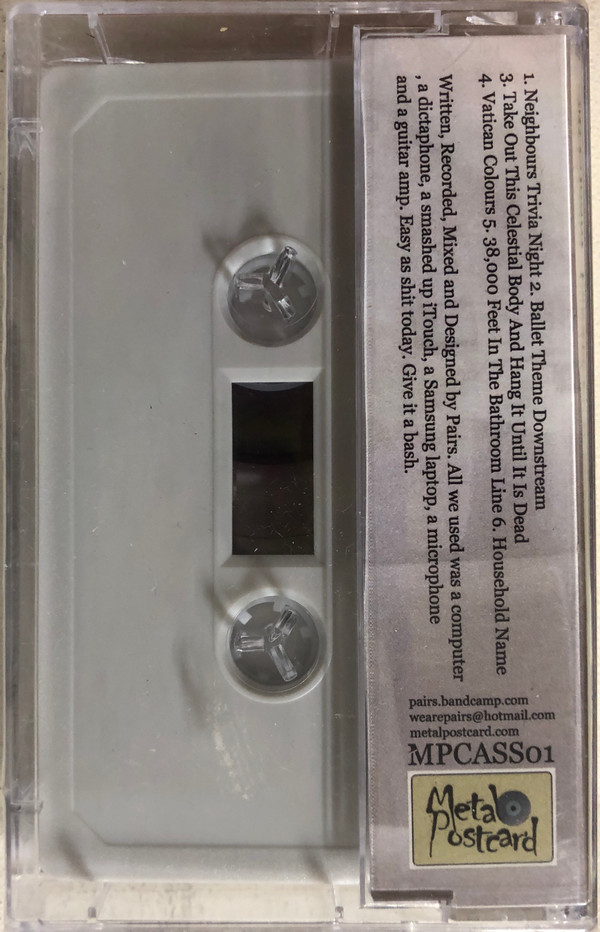 1. Neighbours Trivia Night 2. Ballet Theme Downstream
3. Take Out This Celestial Body And Hang It Until It Is Dead
4. Vatican Colours 5. 38,000 Feet In The Bathroom Line 6. Household Name
Written, Recorded, Mixed and Designed by Pairs. All we used was a computer
, a dictaphone, a smashed up iTouch, a Samsung laptop, a microphone
and a guitar amp. Easy as shit today. Give it a bash.
pairs.bandcamp.com
wearepairs@hotmail.com
metalpostcard.com
MPCASS01
Metal
Postcard